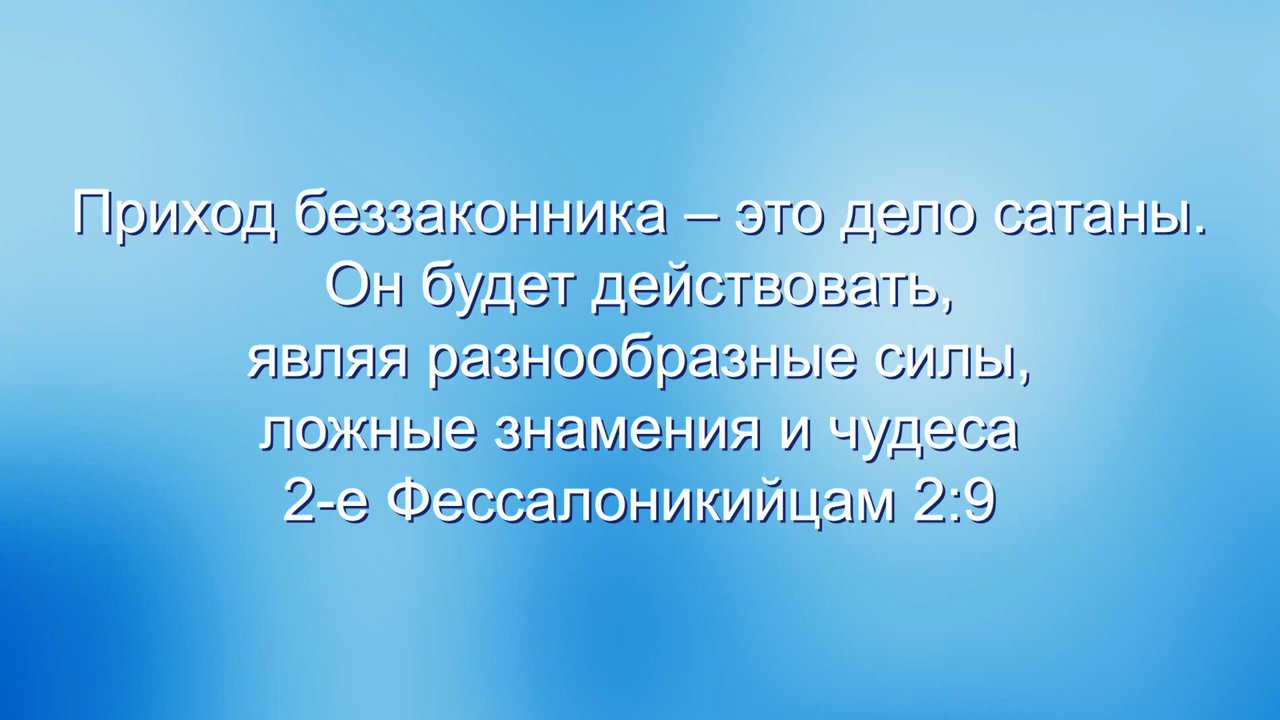 Приход беззаконника – это дело сатаны.
Он будет действовать,
являя разнообразные силы,
ложные знамения и чудеса
2-е Фессалоникийцам 2:9